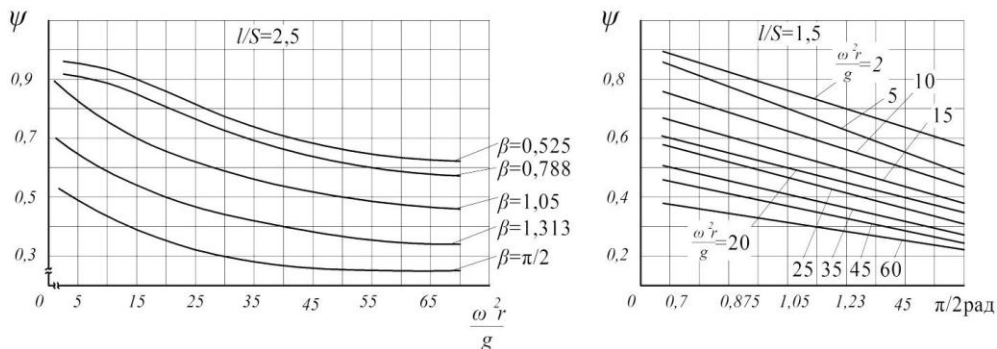 ψ
l/S=2,5
0,9
0,7
0,5
0,3
β=0,525
β=0,788
β=1,05
β=1,313
β=π/2
0 5 15 25 35 45 55 65 2
ω²r
g
ψ
l/S=1,5
ω²r/g=2
5
10
15
0,8
0,6
0,4
0,2
ω²r/g=20
25 35 45 60
0 0,7 0,875 1,05 1,23 45 π/2рад